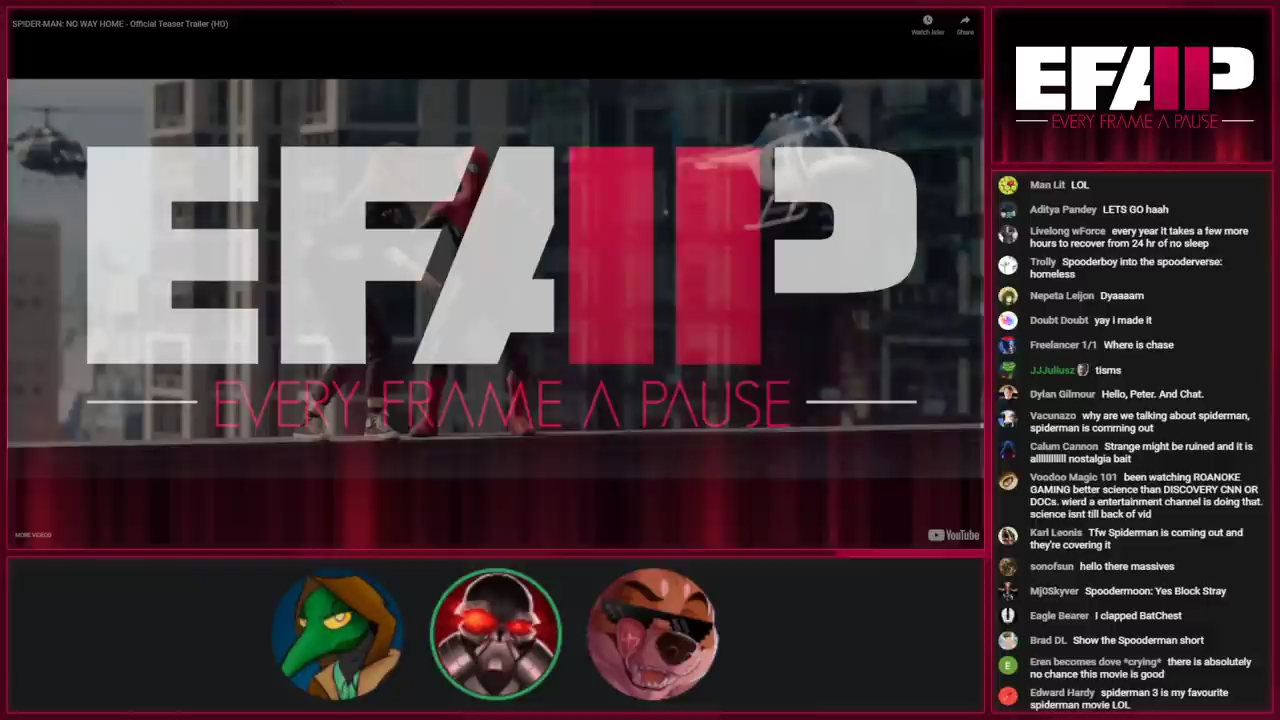 SPIDER-MAN: NO WAY HOME - Official Teaser Trailer (HD)
Watch later
Share
EFAP
EVERY FRAME A PAUSE
MORE VIDEOS
YouTube
EFAP
EVERY FRAME A PAUSE
Man Lit LOL
Aditya Pandey LETS GO haah
Livelong wForce every year it takes a few more
hours to recover from 24 hr of no sleep
Trolly Spooderboy into the spooderverse:
homeless
Nepeta Leijon Dyaaaam
Doubt Doubt yay i made it
Freelancer 1/1 Where is chase
JJJuliusz tisms
Dylan Gilmour Hello, Peter. And Chat.
Vacunazo why are we talking about spiderman,
spiderman is comming out
Calum Cannon Strange might be ruined and it is
allllllllllll nostalgia bait
Voodoo Magic 101 been watching ROANOKE
GAMING better science than DISCOVERY CNN OR
DOCs. wierd a entertainment channel is doing that.
science isnt till back of vid
Karl Leonis Tfw Spiderman is coming out and
they're covering it
sonofsun hello there massives
Mj0Skyver Spoodermoon: Yes Block Stray
Eagle Bearer I clapped BatChest
Brad DL Show the Spooderman short
E
Eren becomes dove *crying* there is absolutely
no chance this movie is good
Edward Hardy spiderman 3 is my favourite
spiderman movie LOL